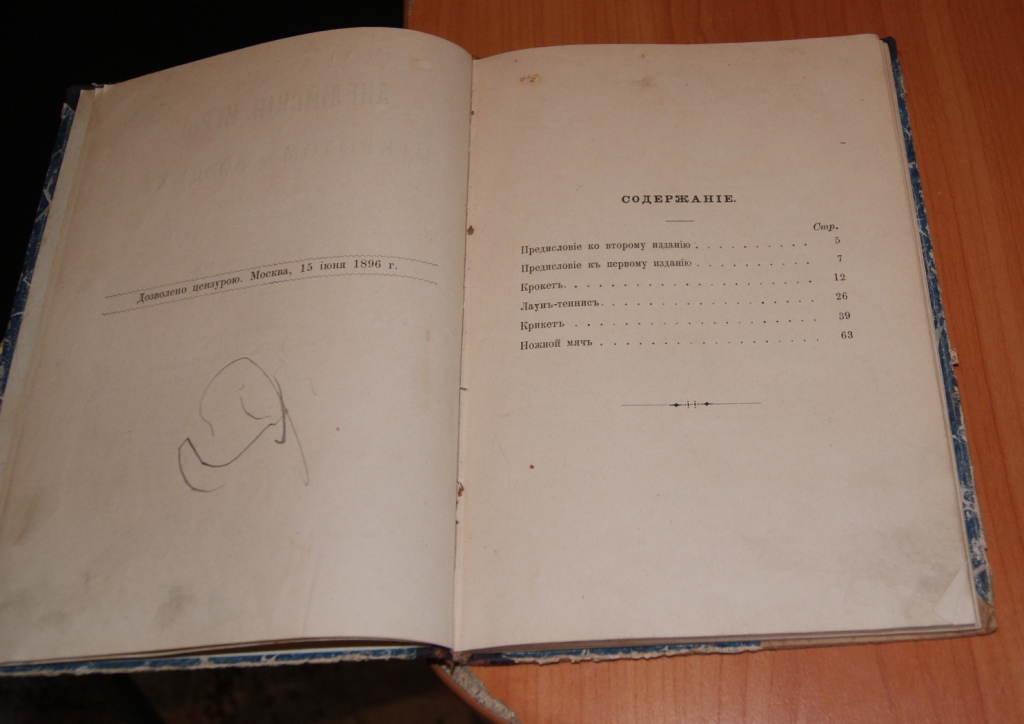 Дозволено цензурою. Москва, 15 іюня 1896 г.
СОДЕРЖАНІЕ.
Стр.
Предисловіе ко второму изданію . . . . . . . . . . 5
Предисловіе къ первому изданію . . . . . . . . . . 7
Крокетъ. . . . . . . . . . . . . . . . . . . . 12
Лаунъ-теннисъ. . . . . . . . . . . . . . . . . 26
Крикетъ . . . . . . . . . . . . . . . . . . . 39
Ножной мячъ . . . . . . . . . . . . . . . . . 63